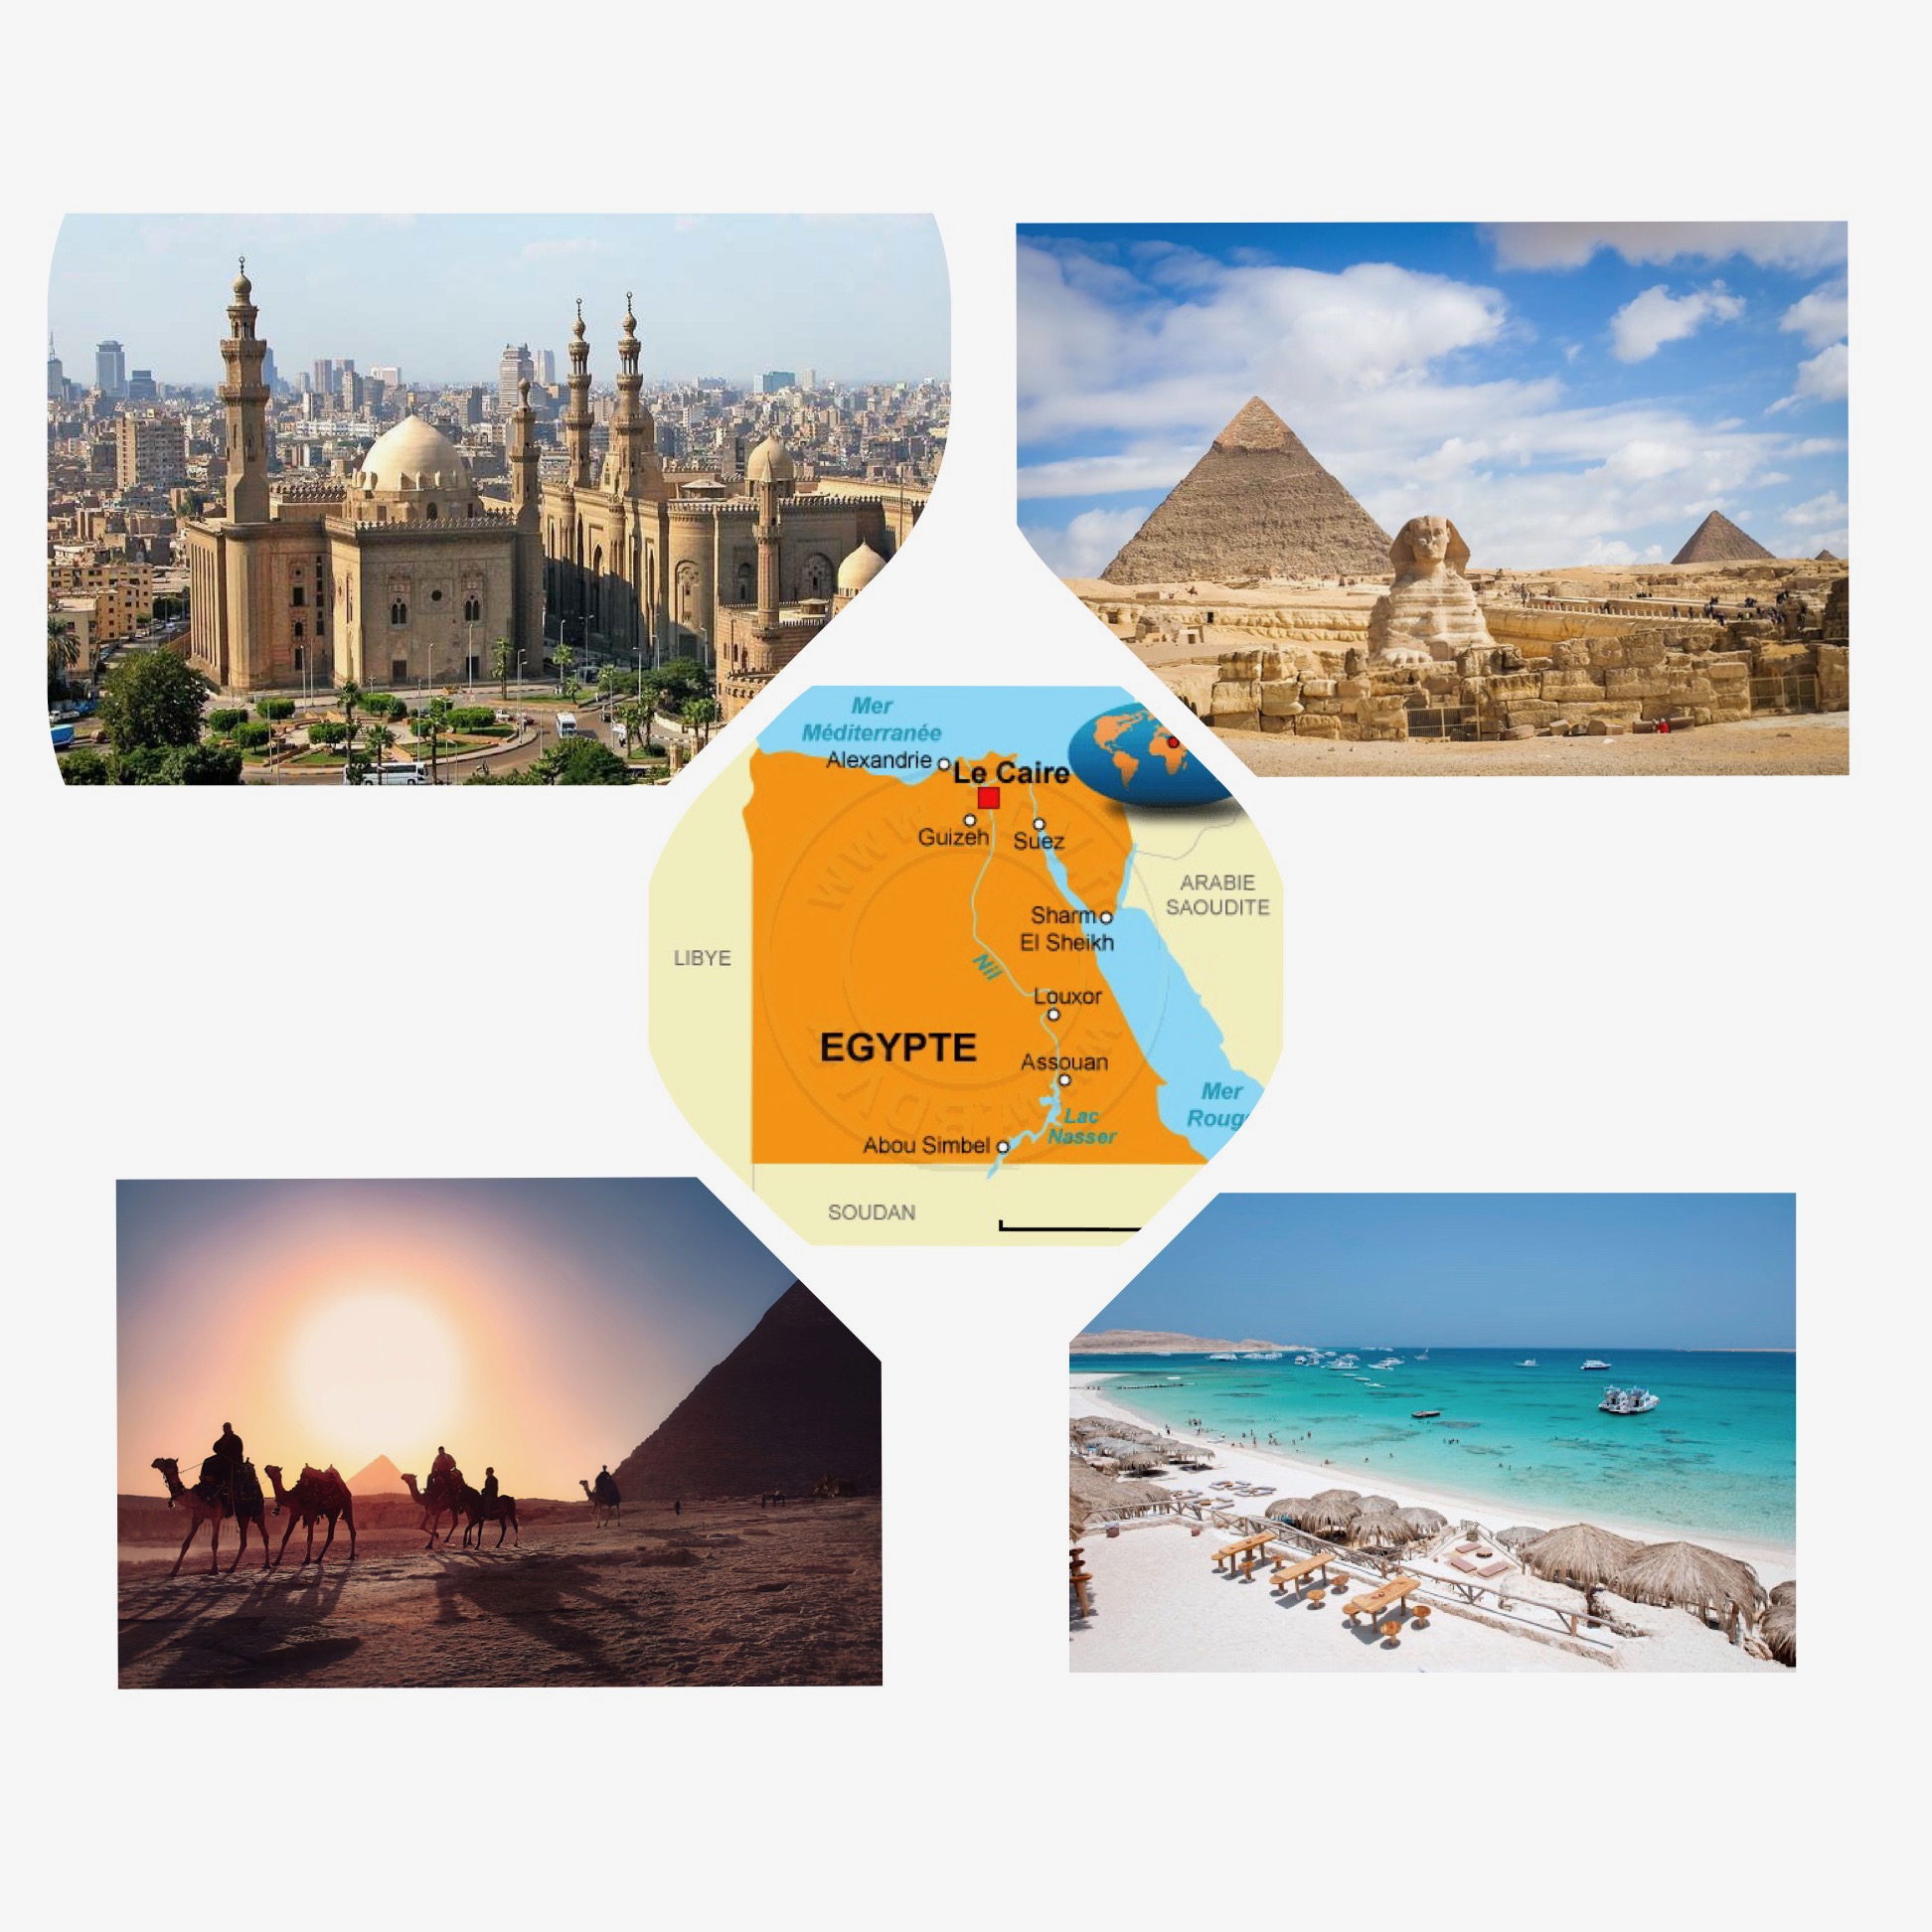 Mer
Méditerranée
Alexandrie
Le Caire
Guizeh
Suez
ARABIE
SAOUDITE
Sharm
El Sheikh
LIBYE
Nil
Louxor
EGYPTE
Assouan
Mer
Roug
Lac
Nasser
Abou Simbel
SOUDAN